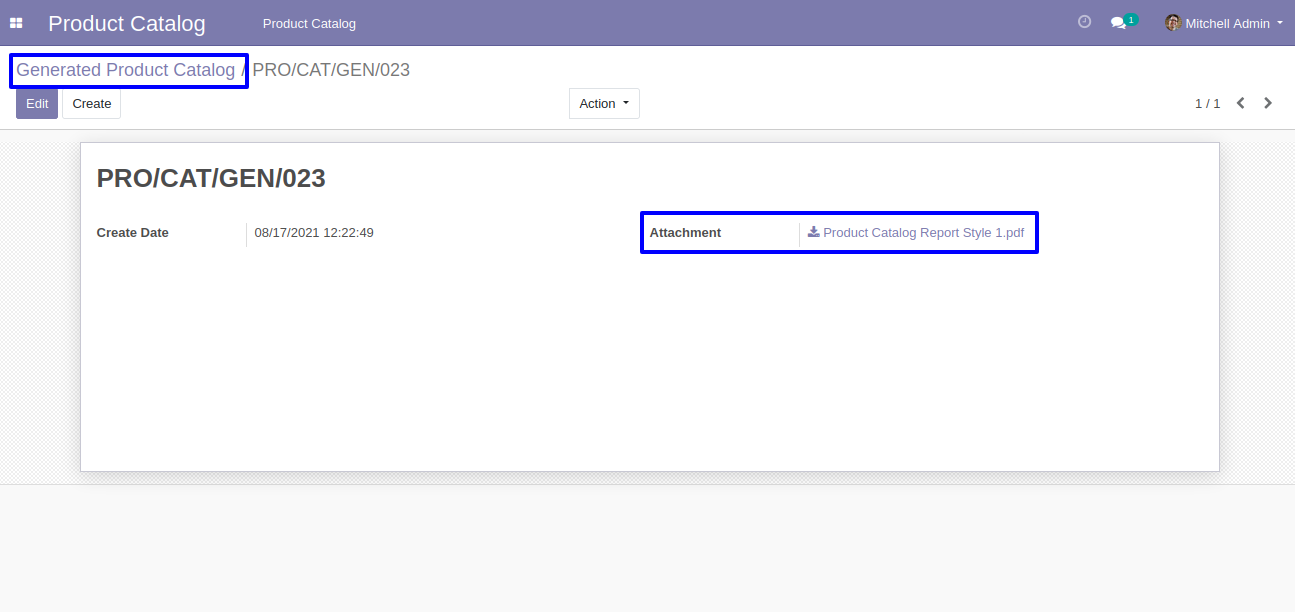 Product Catalog Product Catalog 1 Mitchell Admin
Generated Product Catalog / PRO/CAT/GEN/023
Edit Create Action 1 / 1
PRO/CAT/GEN/023
Create Date 08/17/2021 12:22:49 Attachment Product Catalog Report Style 1.pdf